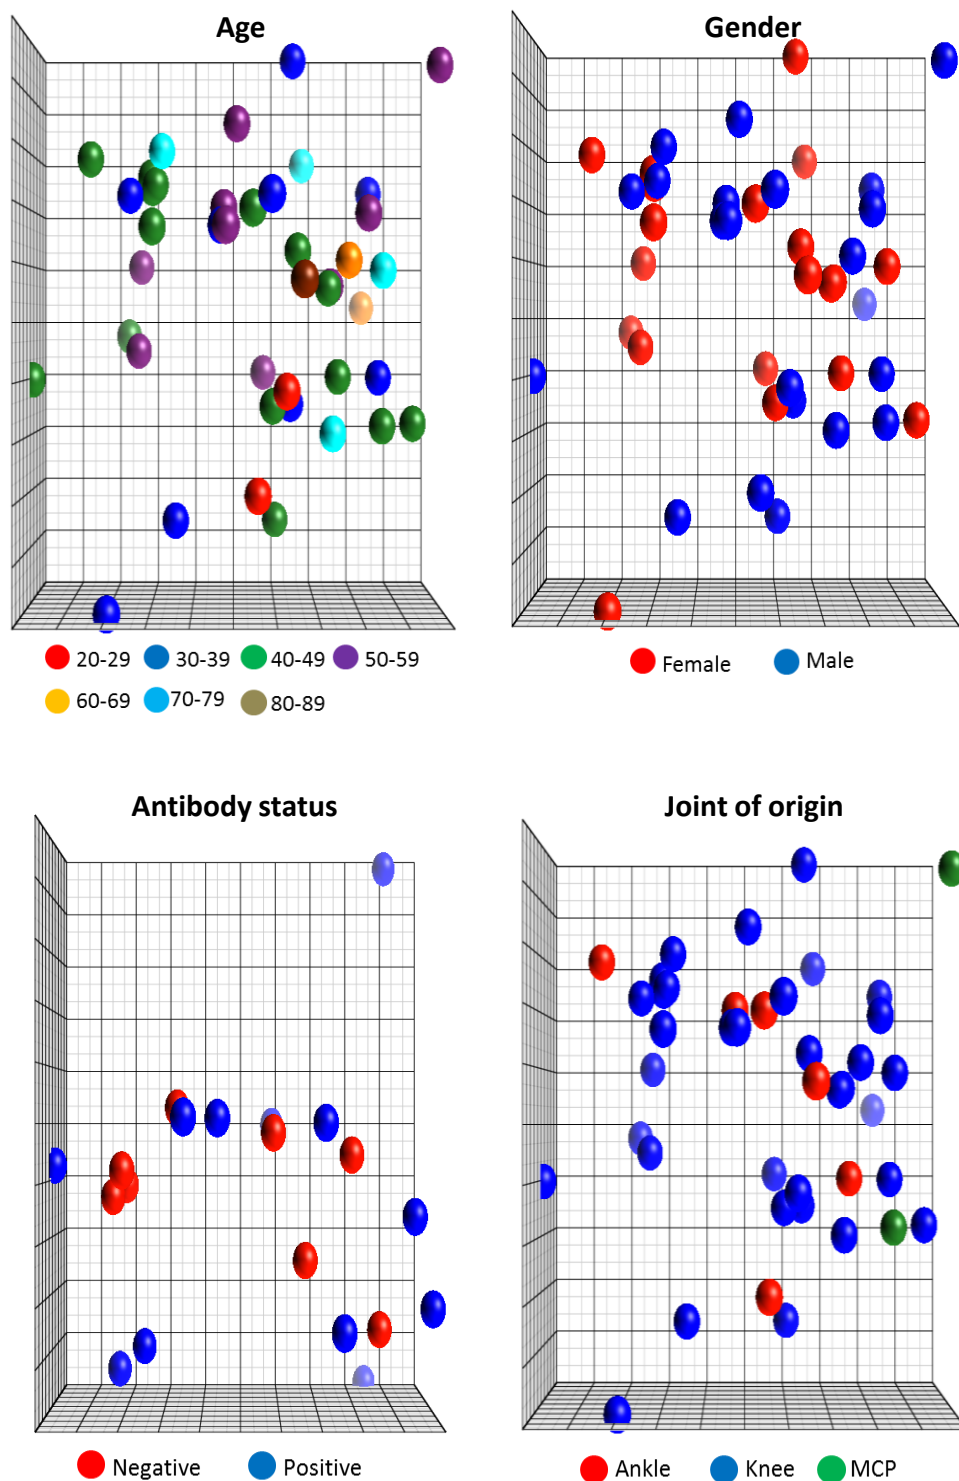 Age
Gender
20-29 30-39 40-49 50-59
60-69 70-79 80-89
Female Male
Antibody status
Joint of origin
Negative Positive
Ankle Knee MCP